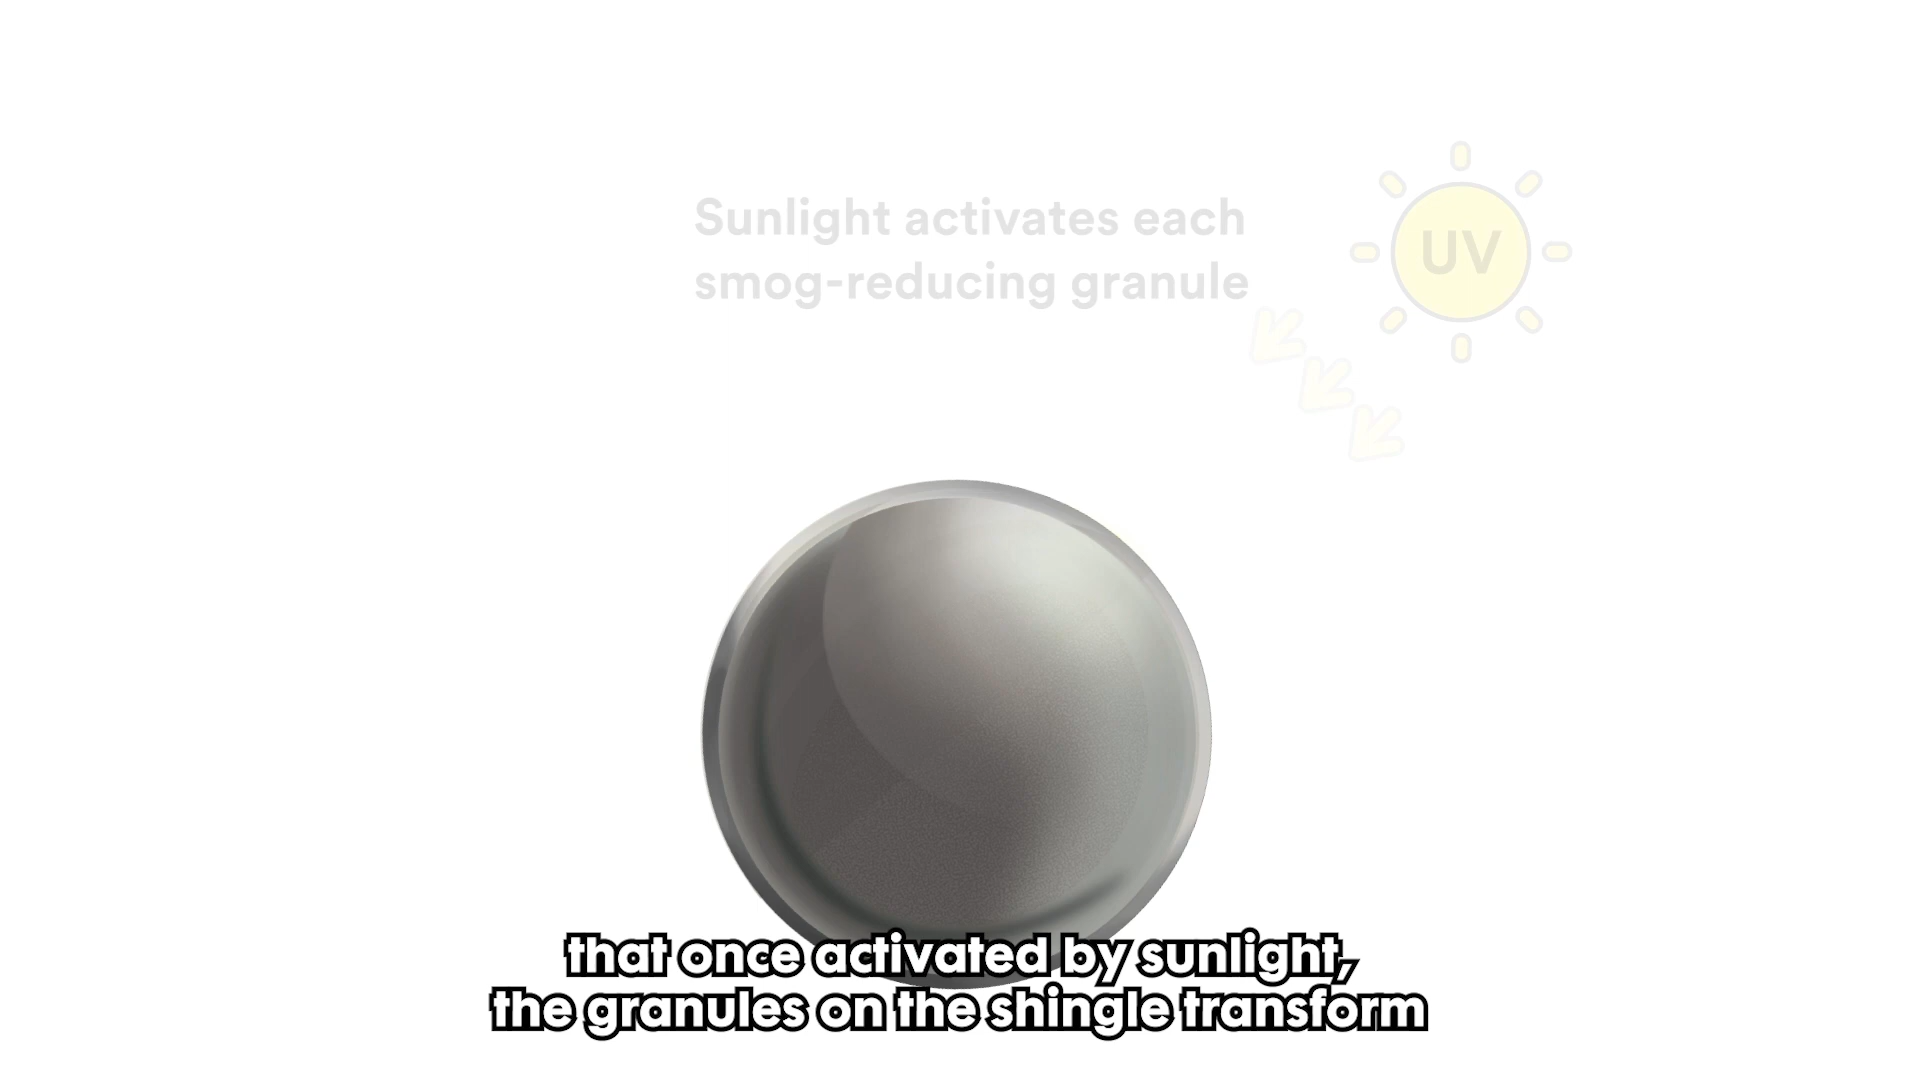 Sunlight activates each
smog-reducing granule
UV
that once activated by sunlight,
the granules on the shingle transform